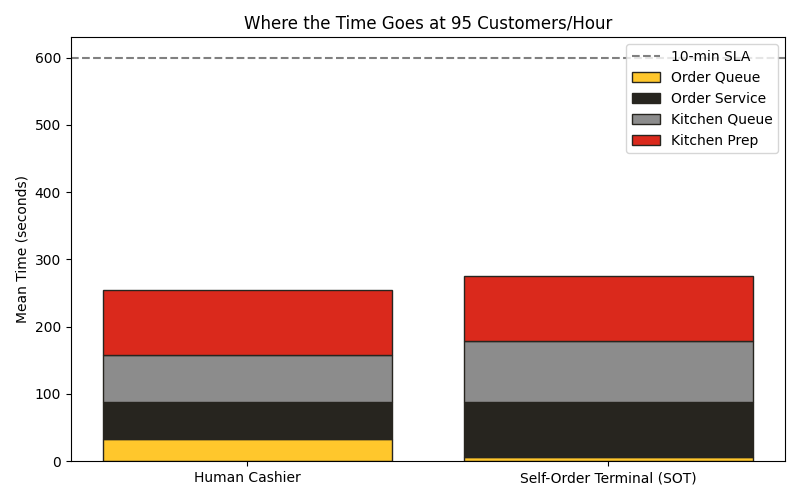 Where the Time Goes at 95 Customers/Hour
10-min SLA
Order Queue
Order Service
Kitchen Queue
Kitchen Prep
Mean Time (seconds)
600
500
400
300
200
100
0
Human Cashier
Self-Order Terminal (SOT)